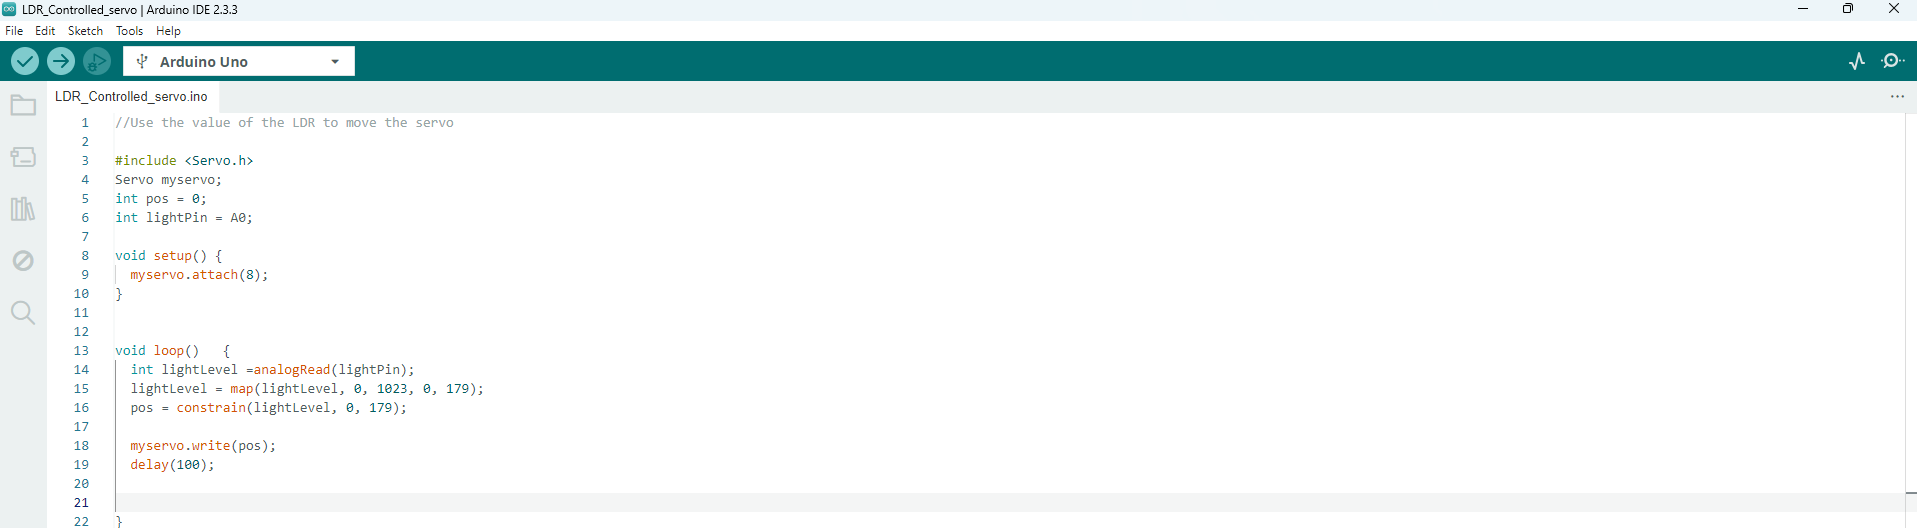 LDR_Controlled_servo | Arduino IDE 2.3.3
File Edit Sketch Tools Help
Arduino Uno
LDR_Controlled_servo.ino
1 //Use the value of the LDR to move the servo
2
3 #include <Servo.h>
4 Servo myservo;
5 int pos = 0;
6 int lightPin = A0;
7
8 void setup() {
9 myservo.attach(8);
10 }
11
12
13 void loop() {
14 int lightLevel =analogRead(lightPin);
15 lightLevel = map(lightLevel, 0, 1023, 0, 179);
16 pos = constrain(lightLevel, 0, 179);
17
18 myservo.write(pos);
19 delay(100);
20
21
22 }